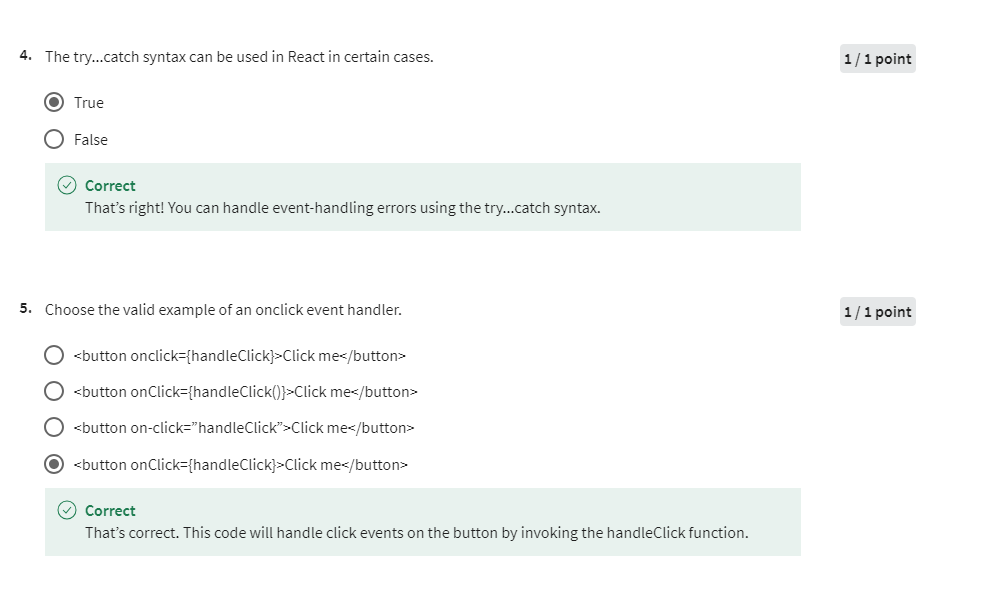 4. The try...catch syntax can be used in React in certain cases.
1 / 1 point
True
False
Correct
That’s right! You can handle event-handling errors using the try...catch syntax.
5. Choose the valid example of an onclick event handler.
1 / 1 point
<button onclick={handleClick}>Click me</button>
<button onClick={handleClick()}>Click me</button>
<button on-click=”handleClick”>Click me</button>
<button onClick={handleClick}>Click me</button>
Correct
That’s correct. This code will handle click events on the button by invoking the handleClick function.